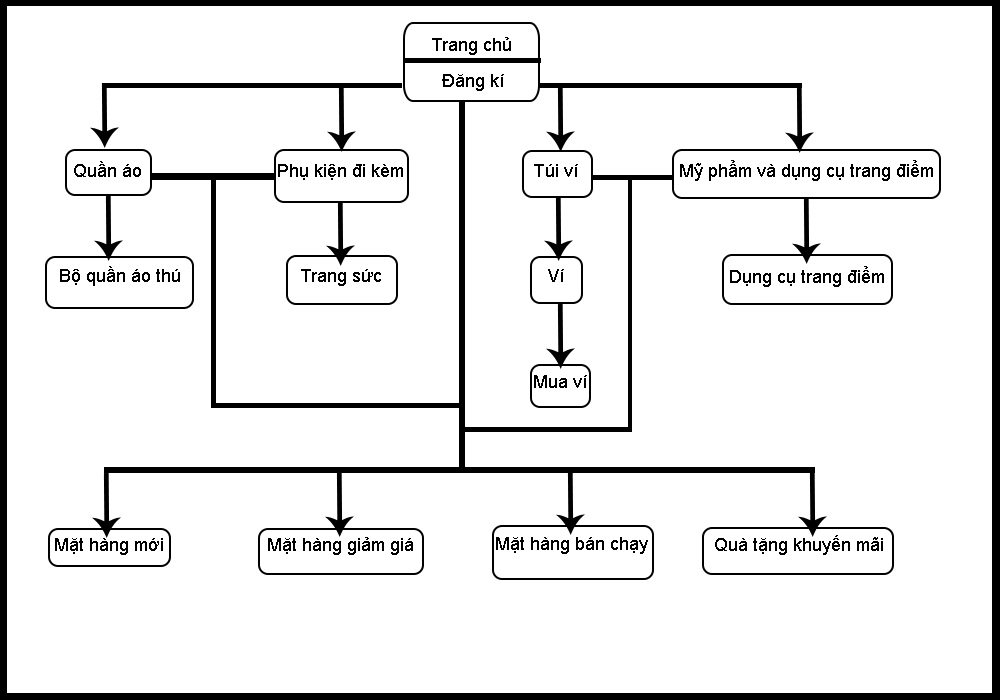 Trang chủ
Đăng kí
Quần áo
Phụ kiện đi kèm
Túi ví
Mỹ phẩm và dụng cụ trang điểm
Bộ quần áo thú
Trang sức
Ví
Dụng cụ trang điểm
Mua ví
Mặt hàng mới
Mặt hàng giảm giá
Mặt hàng bán chạy
Quà tặng khuyến mãi